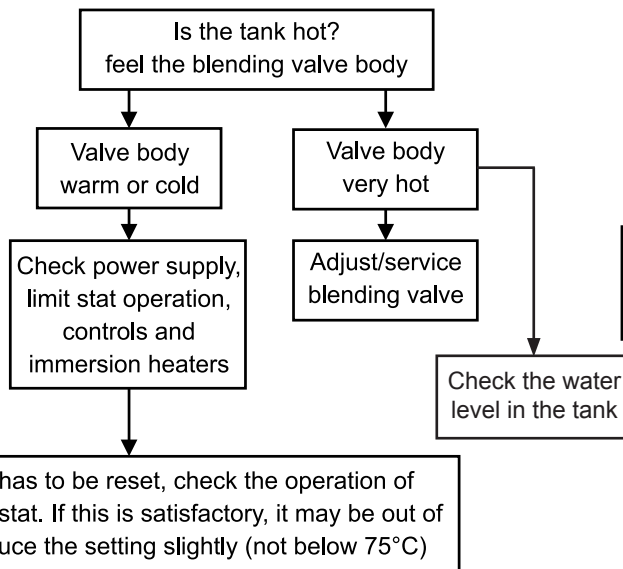 Is the tank hot?
feel the blending valve body
Valve body
warm or cold
Valve body
very hot
Check power supply,
limit stat operation,
controls and
immersion heaters
Adjust/service
blending valve
Check the water
level in the tank
has to be reset, check the operation of
stat. If this is satisfactory, it may be out of
uce the setting slightly (not below 75°C)